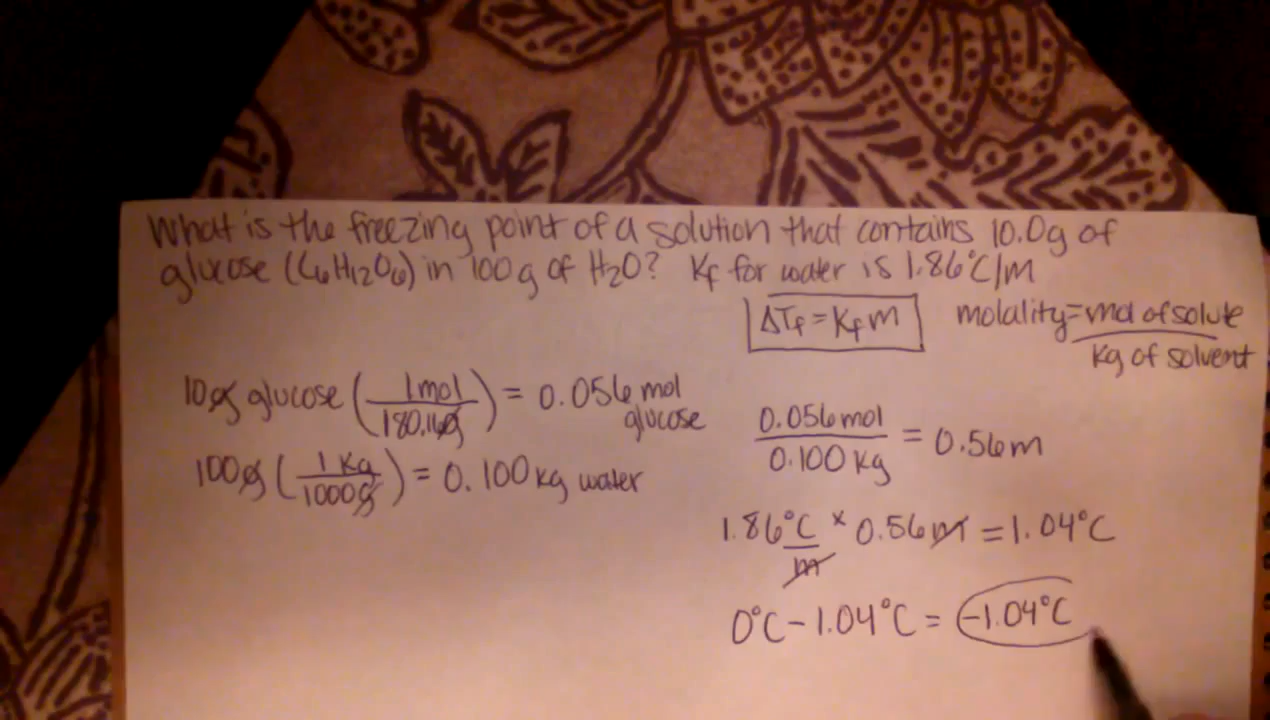 What is the freezing point of a solution that contains 10.0g of
glucose (C6H12O6) in 100g of H2O? Kf for water is 1.86°C/m
ΔTf = Kfm
molality = mol of solute
kg of solvent
10g glucose (1mol / 180.16g) = 0.056 mol
glucose
100g (1 Kg / 1000g) = 0.100 kg water
0.056 mol / 0.100 kg = 0.56m
1.86°C/m × 0.56m = 1.04°C
0°C - 1.04°C = -1.04°C